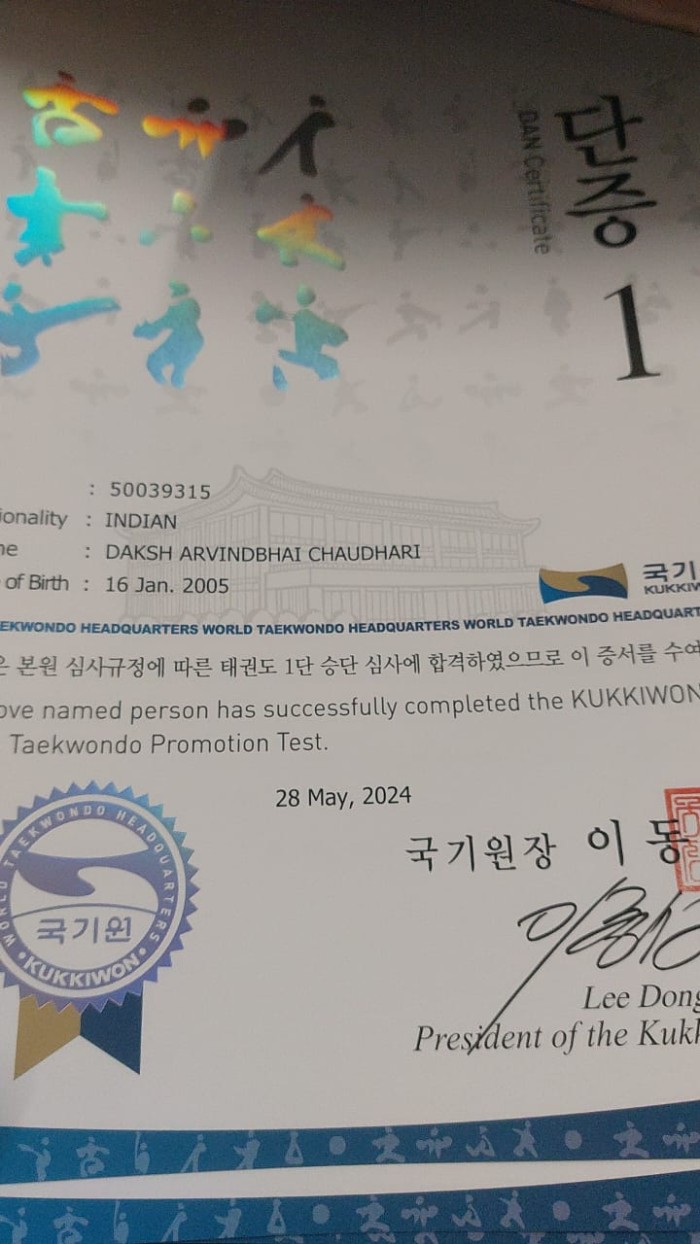 단증
DAN Certificate
1
: 50039315
ionality : INDIAN
me : DAKSH ARVINDBHAI CHAUDHARI
of Birth : 16 Jan. 2005
국기
KUKKIW
EKWONDO HEADQUARTERS WORLD TAEKWONDO HEADQUARTERS WORLD TAEKWONDO HEADQUART
은 본원 심사규정에 따른 태권도 1단 승단 심사에 합격하였으므로 이 증서를 수여
ove named person has successfully completed the KUKKIWON
Taekwondo Promotion Test.
28 May, 2024
국기원장 이 동
WORLD TAEKWONDO HEADQUARTERS
국기원
• KUKKIWON •
Lee Dong
President of the Kukk